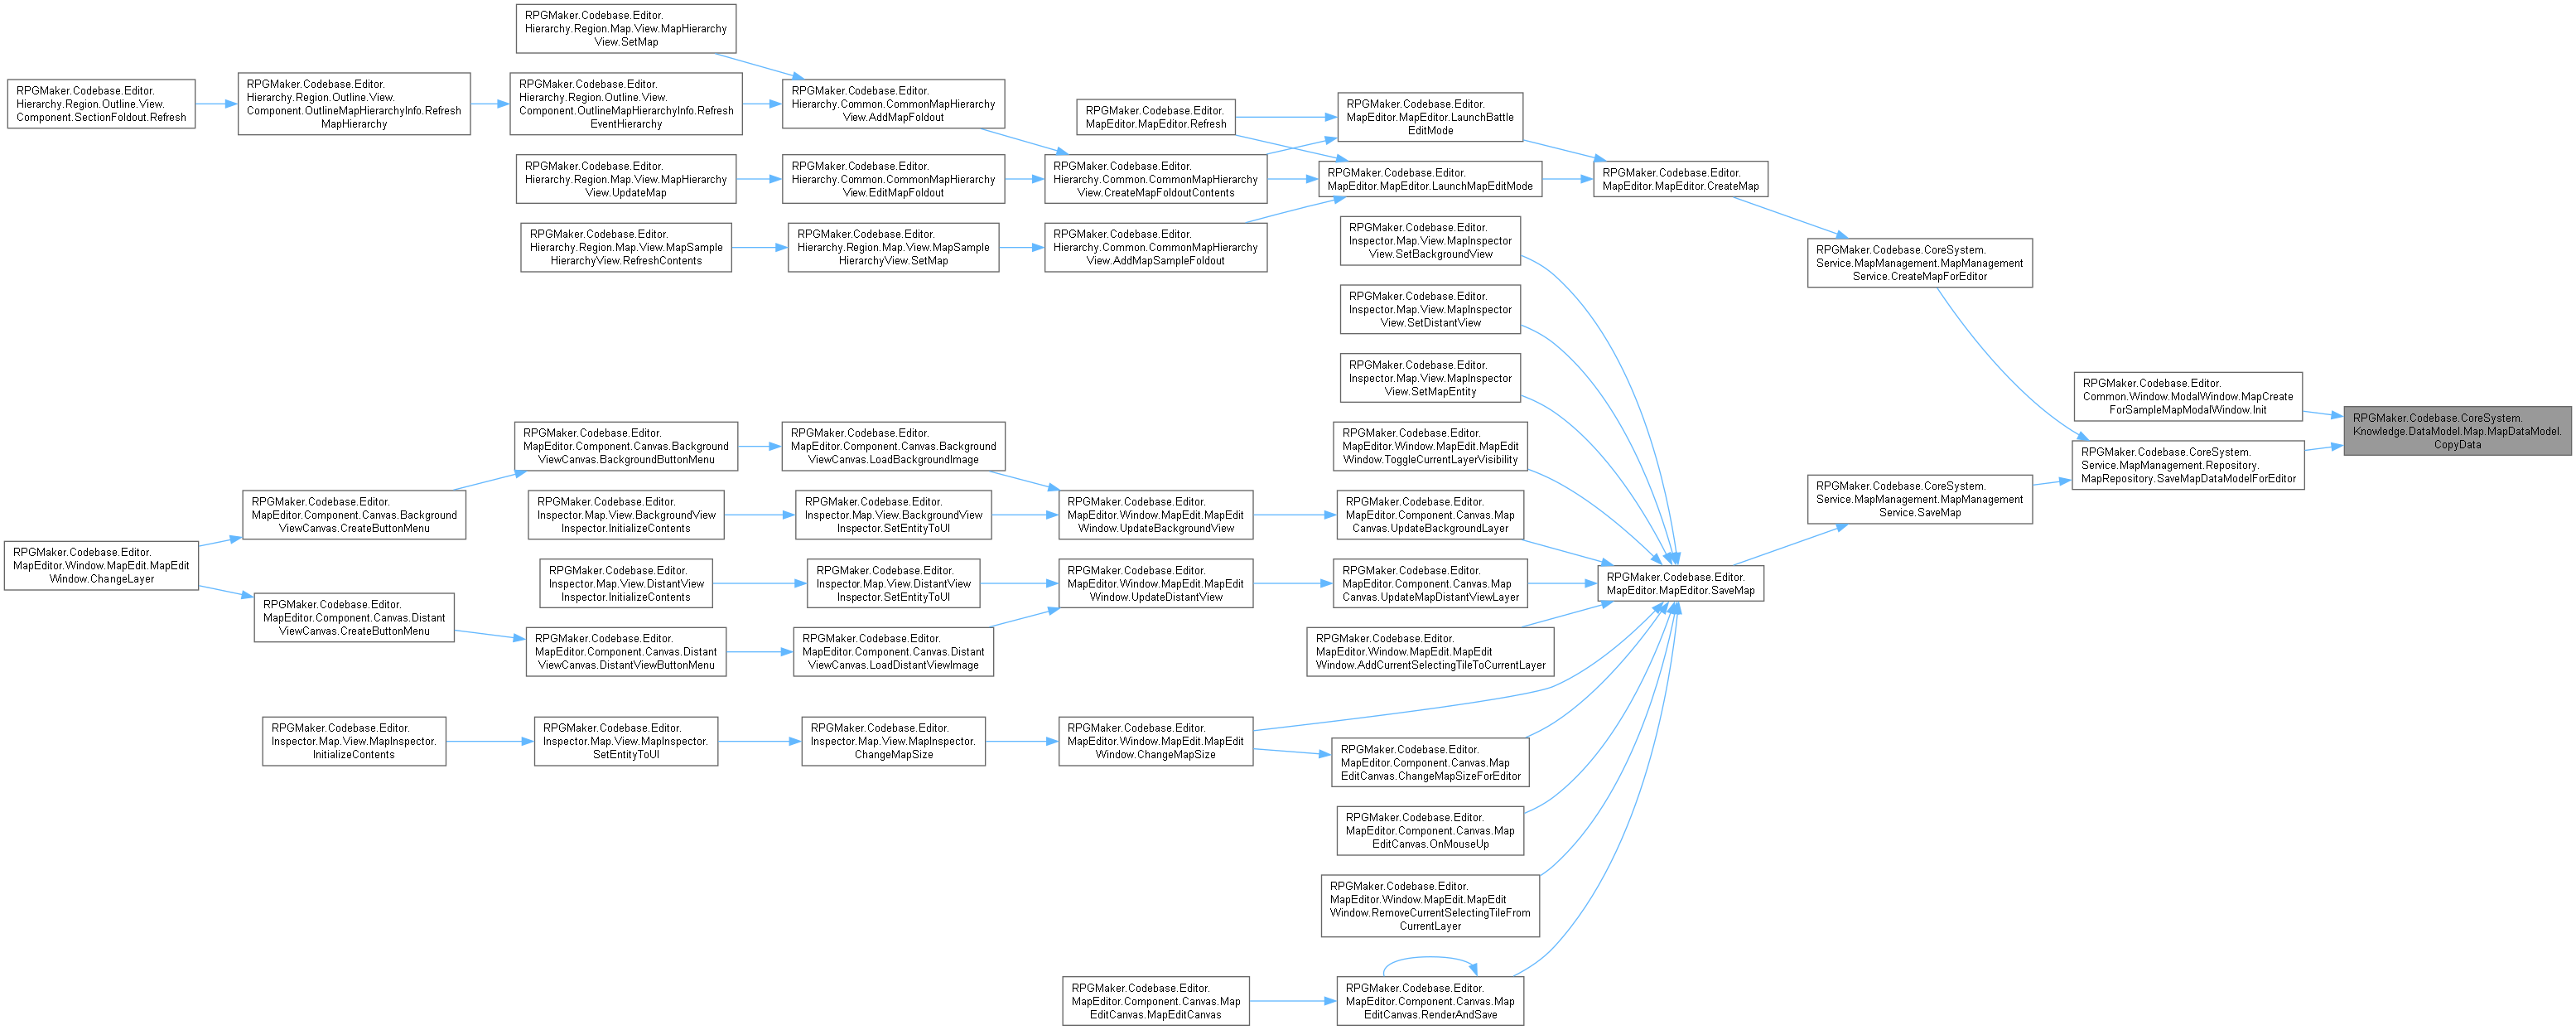 RPGMaker.Codebase.Editor.
Hierarchy.Region.Map.View.MapHierarchy
View.SetMap
RPGMaker.Codebase.Editor.
Hierarchy.Region.Outline.View.
Component.SectionFoldout.Refresh
RPGMaker.Codebase.Editor.
Hierarchy.Region.Outline.View.
Component.OutlineMapHierarchyInfo.Refresh
MapHierarchy
RPGMaker.Codebase.Editor.
Hierarchy.Region.Outline.View.
Component.OutlineMapHierarchyInfo.Refresh
EventHierarchy
RPGMaker.Codebase.Editor.
Hierarchy.Common.CommonMapHierarchy
View.AddMapFoldout
RPGMaker.Codebase.Editor.
MapEditor.MapEditor.Refresh
RPGMaker.Codebase.Editor.
MapEditor.MapEditor.LaunchBattle
EditMode
RPGMaker.Codebase.Editor.
Hierarchy.Region.Map.View.MapHierarchy
View.UpdateMap
RPGMaker.Codebase.Editor.
Hierarchy.Common.CommonMapHierarchy
View.EditMapFoldout
RPGMaker.Codebase.Editor.
Hierarchy.Common.CommonMapHierarchy
View.CreateMapFoldoutContents
RPGMaker.Codebase.Editor.
MapEditor.MapEditor.LaunchMapEditMode
RPGMaker.Codebase.Editor.
MapEditor.MapEditor.CreateMap
RPGMaker.Codebase.Editor.
Hierarchy.Region.Map.View.MapSample
HierarchyView.RefreshContents
RPGMaker.Codebase.Editor.
Hierarchy.Region.Map.View.MapSample
HierarchyView.SetMap
RPGMaker.Codebase.Editor.
Hierarchy.Common.CommonMapHierarchy
View.AddMapSampleFoldout
RPGMaker.Codebase.Editor.
Inspector.Map.View.MapInspector
View.SetBackgroundView
RPGMaker.Codebase.CoreSystem.
Service.MapManagement.MapManagement
Service.CreateMapForEditor
RPGMaker.Codebase.Editor.
Inspector.Map.View.MapInspector
View.SetDistantView
RPGMaker.Codebase.Editor.
Inspector.Map.View.MapInspector
View.SetMapEntity
RPGMaker.Codebase.Editor.
Common.Window.ModalWindow.MapCreate
ForSampleMapModalWindow.Init
RPGMaker.Codebase.CoreSystem.
Knowledge.DataModel.Map.MapDataModel.
CopyData
RPGMaker.Codebase.Editor.
MapEditor.Component.Canvas.Background
ViewCanvas.BackgroundButtonMenu
RPGMaker.Codebase.Editor.
MapEditor.Component.Canvas.Background
ViewCanvas.LoadBackgroundImage
RPGMaker.Codebase.Editor.
MapEditor.Window.MapEdit.MapEdit
Window.ToggleCurrentLayerVisibility
RPGMaker.Codebase.CoreSystem.
Service.MapManagement.Repository.
MapRepository.SaveMapDataModelForEditor
RPGMaker.Codebase.Editor.
MapEditor.Component.Canvas.Background
ViewCanvas.CreateButtonMenu
RPGMaker.Codebase.Editor.
Inspector.Map.View.BackgroundView
Inspector.InitializeContents
RPGMaker.Codebase.Editor.
Inspector.Map.View.BackgroundView
Inspector.SetEntityToUI
RPGMaker.Codebase.Editor.
MapEditor.Window.MapEdit.MapEdit
Window.UpdateBackgroundView
RPGMaker.Codebase.Editor.
MapEditor.Component.Canvas.Map
Canvas.UpdateBackgroundLayer
RPGMaker.Codebase.CoreSystem.
Service.MapManagement.MapManagement
Service.SaveMap
RPGMaker.Codebase.Editor.
MapEditor.Window.MapEdit.MapEdit
Window.ChangeLayer
RPGMaker.Codebase.Editor.
Inspector.Map.View.DistantView
Inspector.InitializeContents
RPGMaker.Codebase.Editor.
Inspector.Map.View.DistantView
Inspector.SetEntityToUI
RPGMaker.Codebase.Editor.
MapEditor.Window.MapEdit.MapEdit
Window.UpdateDistantView
RPGMaker.Codebase.Editor.
MapEditor.Component.Canvas.Map
Canvas.UpdateMapDistantViewLayer
RPGMaker.Codebase.Editor.
MapEditor.MapEditor.SaveMap
RPGMaker.Codebase.Editor.
MapEditor.Component.Canvas.Distant
ViewCanvas.CreateButtonMenu
RPGMaker.Codebase.Editor.
MapEditor.Component.Canvas.Distant
ViewCanvas.DistantViewButtonMenu
RPGMaker.Codebase.Editor.
MapEditor.Component.Canvas.Distant
ViewCanvas.LoadDistantViewImage
RPGMaker.Codebase.Editor.
MapEditor.Window.MapEdit.MapEdit
Window.AddCurrentSelectingTileToCurrentLayer
RPGMaker.Codebase.Editor.
Inspector.Map.View.MapInspector.
InitializeContents
RPGMaker.Codebase.Editor.
Inspector.Map.View.MapInspector.
SetEntityToUI
RPGMaker.Codebase.Editor.
Inspector.Map.View.MapInspector.
ChangeMapSize
RPGMaker.Codebase.Editor.
MapEditor.Window.MapEdit.MapEdit
Window.ChangeMapSize
RPGMaker.Codebase.Editor.
MapEditor.Component.Canvas.Map
EditCanvas.ChangeMapSizeForEditor
RPGMaker.Codebase.Editor.
MapEditor.Component.Canvas.Map
EditCanvas.OnMouseUp
RPGMaker.Codebase.Editor.
MapEditor.Window.MapEdit.MapEdit
Window.RemoveCurrentSelectingTileFrom
CurrentLayer
RPGMaker.Codebase.Editor.
MapEditor.Component.Canvas.Map
EditCanvas.MapEditCanvas
RPGMaker.Codebase.Editor.
MapEditor.Component.Canvas.Map
EditCanvas.RenderAndSave